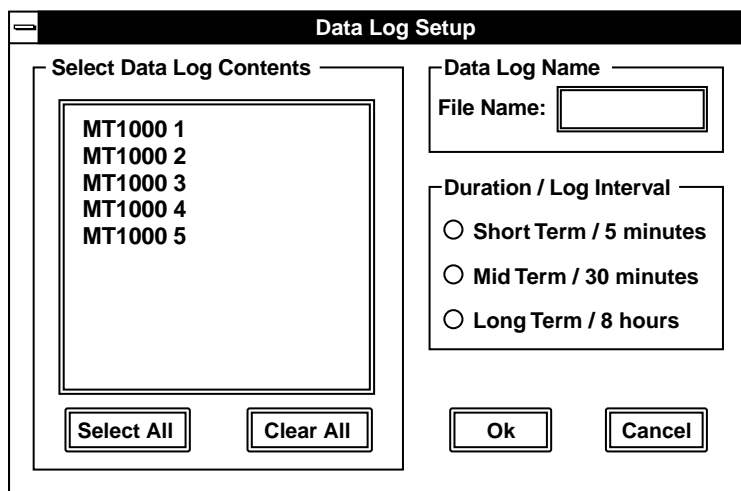 Data Log Setup
Select Data Log Contents
MT1000 1
MT1000 2
MT1000 3
MT1000 4
MT1000 5
Select All
Clear All
Data Log Name
File Name:
Duration / Log Interval
Short Term / 5 minutes
Mid Term / 30 minutes
Long Term / 8 hours
Ok
Cancel